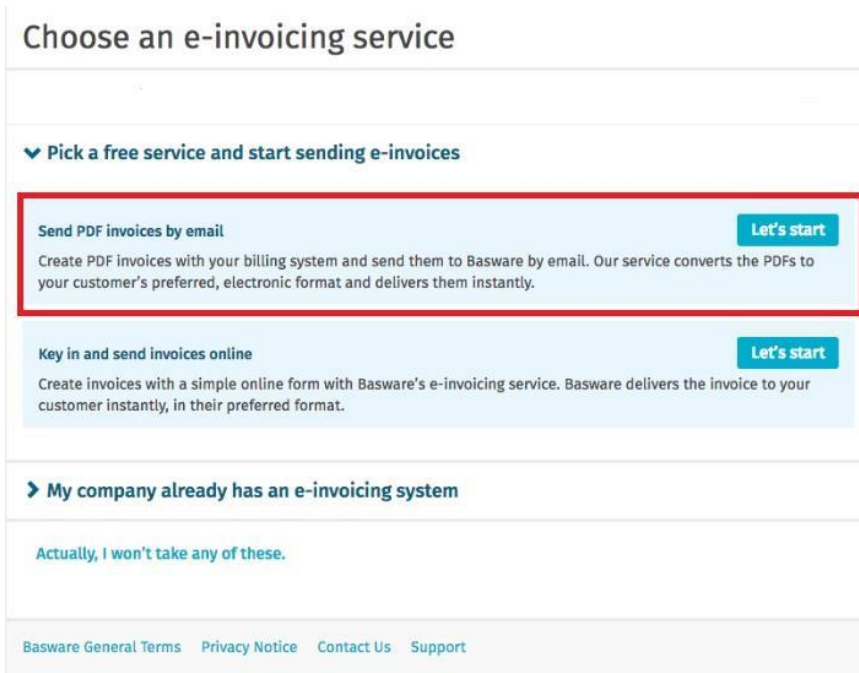 Choose an e-invoicing service
Pick a free service and start sending e-invoices
Send PDF invoices by email
Let's start
Create PDF invoices with your billing system and send them to Basware by email. Our service converts the PDFs to
your customer's preferred, electronic format and delivers them instantly.
Key in and send invoices online
Let's start
Create invoices with a simple online form with Basware's e-invoicing service. Basware delivers the invoice to your
customer instantly, in their preferred format.
My company already has an e-invoicing system
Actually, I won't take any of these.
Basware General Terms Privacy Notice Contact Us Support